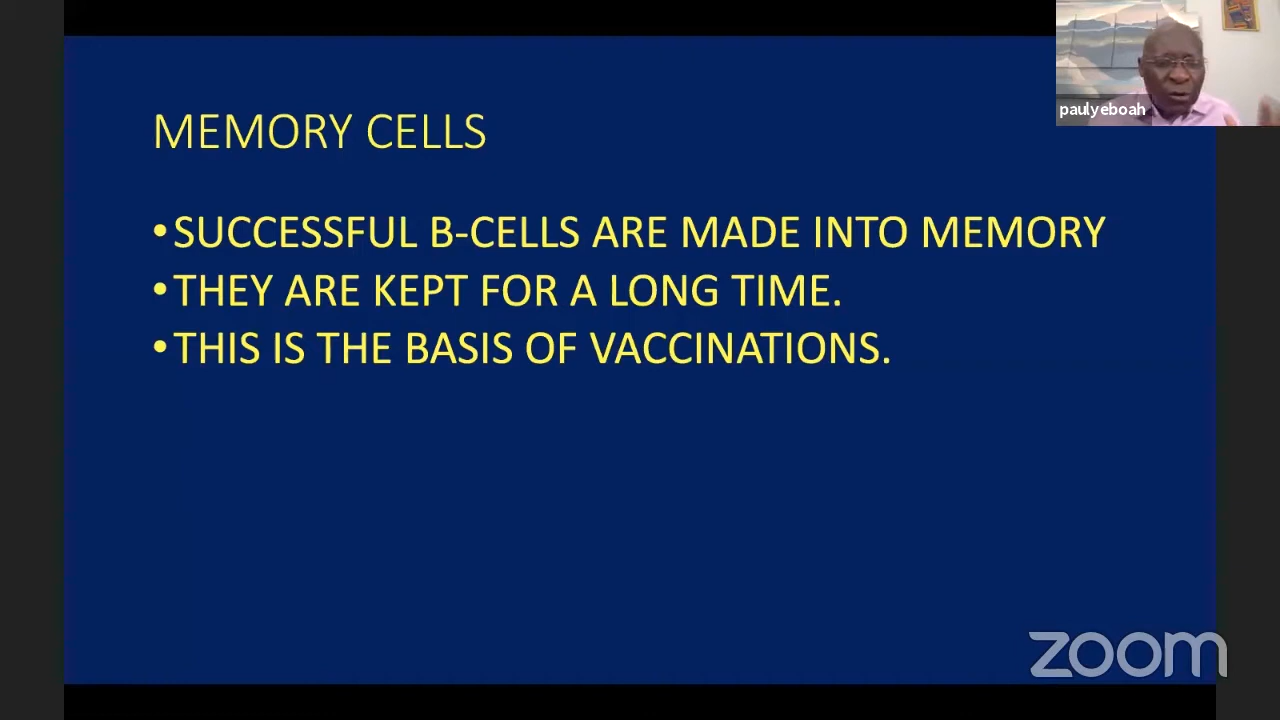 paulyeboah
MEMORY CELLS
•SUCCESSFUL B-CELLS ARE MADE INTO MEMORY
•THEY ARE KEPT FOR A LONG TIME.
•THIS IS THE BASIS OF VACCINATIONS.
zoom